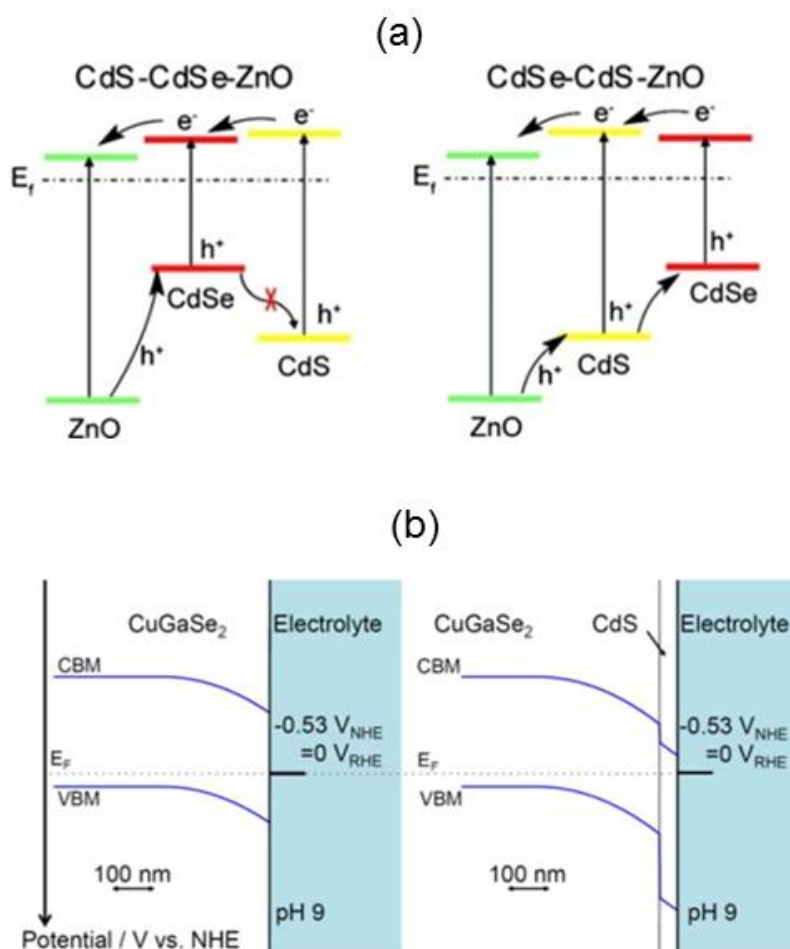 (a)
CdS-CdSe-ZnO
CdSe-CdS-ZnO
e⁻
e⁻
e⁻
e⁻
E_f
E_f
h⁺
CdSe
h⁺
h⁺
CdS
ZnO
h⁺
CdSe
h⁺
h⁺
CdS
ZnO
(b)
CuGaSe₂
Electrolyte
CuGaSe₂
CdS
Electrolyte
CBM
CBM
-0.53 V_NHE
=0 V_RHE
-0.53 V_NHE
=0 V_RHE
E_F
E_F
VBM
VBM
100 nm
100 nm
pH 9
pH 9
Potential / V vs. NHE